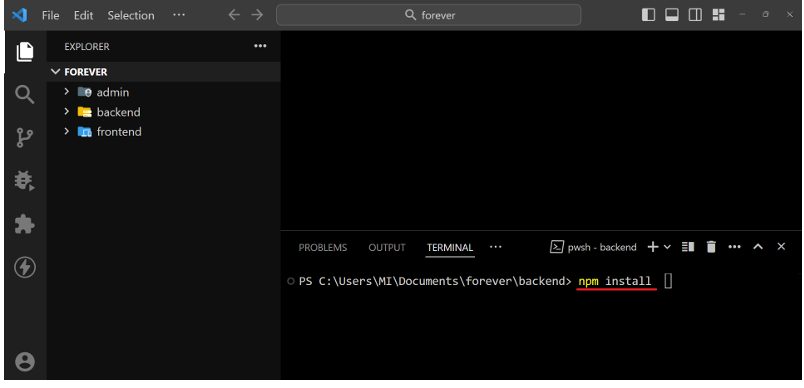 File Edit Selection ··· forever
EXPLORER ···
FOREVER
admin
backend
frontend
PROBLEMS OUTPUT TERMINAL ··· pwsh - backend
PS C:\Users\MI\Documents\forever\backend> npm install